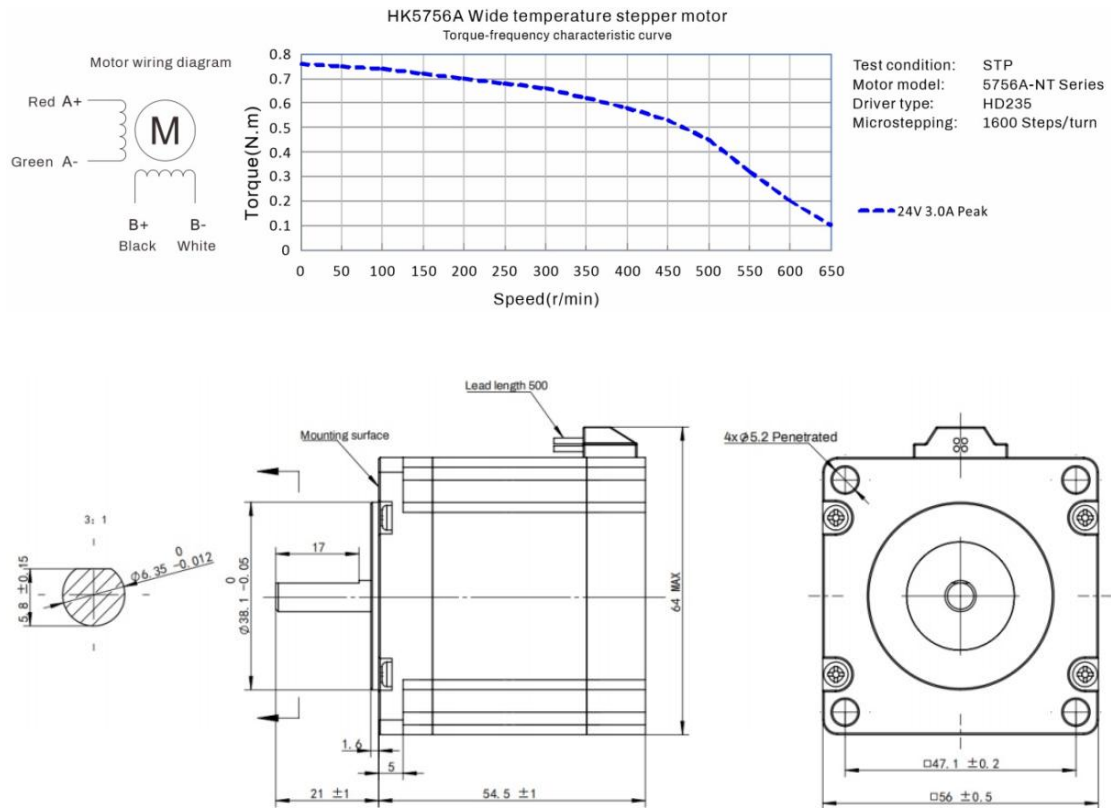 HK5756A Wide temperature stepper motor
Torque-frequency characteristic curve
Motor wiring diagram
Red A+
Green A-
M
B+ B-
Black White
Torque(N.m)
0.8
0.7
0.6
0.5
0.4
0.3
0.2
0.1
0
0 50 100 150 200 250 300 350 400 450 500 550 600 650
Speed(r/min)
Test condition: STP
Motor model: 5756A-NT Series
Driver type: HD235
Microstepping: 1600 Steps/turn
24V 3.0A Peak
Lead length 500
Mounting surface
4xø5.2 Penetrated
3: 1
5.8 ±0.15
ø6.35 0 -0.012
17
ø38.1 0 -0.05
64 MAX
1.6
5
21 ±1
54.5 ±1
□47.1 ±0.2
□56 ±0.5